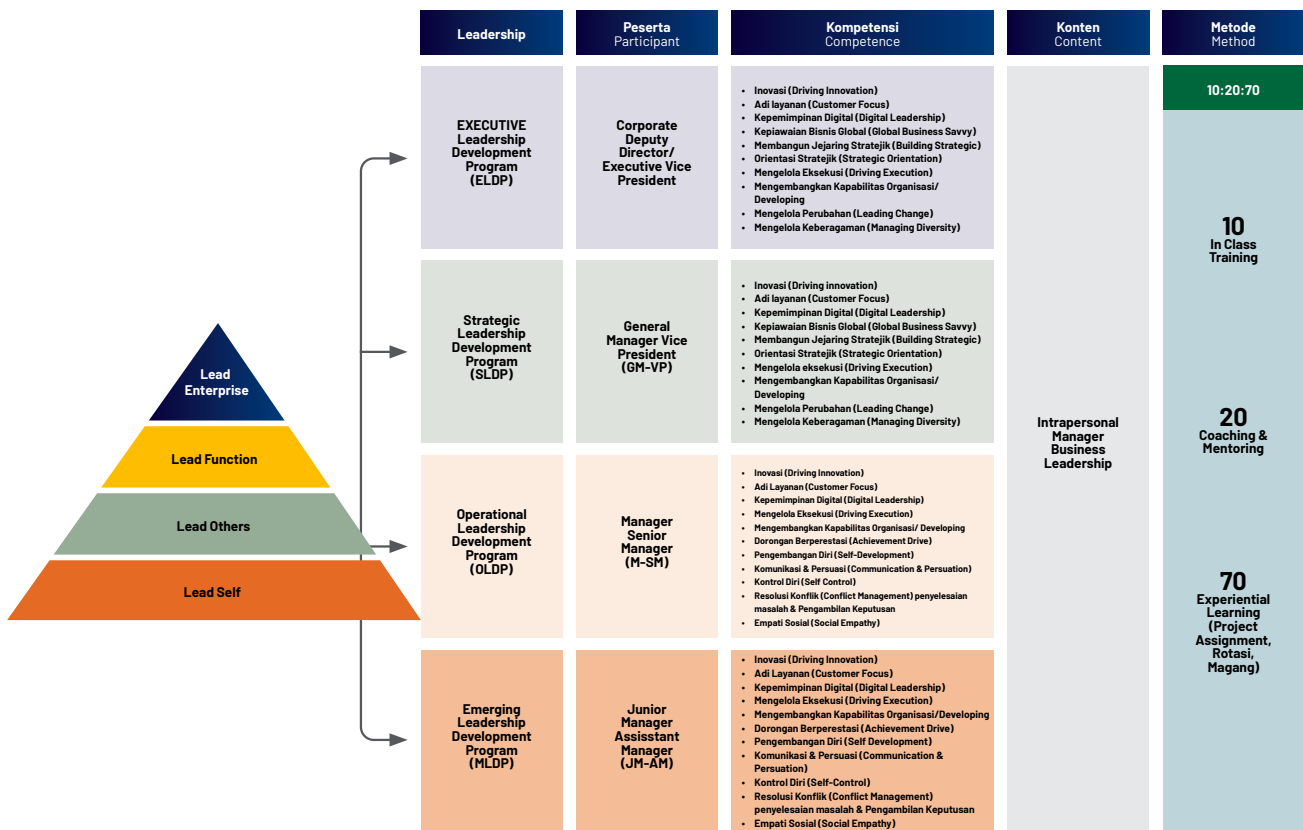 Leadership
Peserta
Participant
Kompetensi
Competence
Konten
Content
Metode
Method
Lead
Enterprise
Lead Function
Lead Others
Lead Self
EXECUTIVE
Leadership
Development
Program
(ELDP)
Corporate
Deputy
Director/
Executive Vice
President
• Inovasi (Driving Innovation)
• Adi layanan (Customer Focus)
• Kepemimpinan Digital (Digital Leadership)
• Kepiawaian Bisnis Global (Global Business Savvy)
• Membangun Jejaring Stratejik (Building Strategic)
• Orientasi Stratejik (Strategic Orientation)
• Mengelola Eksekusi (Driving Execution)
• Mengembangkan Kapabilitas Organisasi/
Developing
• Mengelola Perubahan (Leading Change)
• Mengelola Keberagaman (Managing Diversity)
Strategic
Leadership
Development
Program
(SLDP)
General
Manager Vice
President
(GM-VP)
• Inovasi (Driving innovation)
• Adi layanan (Customer Focus)
• Kepemimpinan Digital (Digital Leadership)
• Kepiawaian Bisnis Global (Global Business Savvy)
• Membangun Jejaring Stratejik (Building Strategic)
• Orientasi Stratejik (Strategic Orientation)
• Mengelola eksekusi (Driving Execution)
• Mengembangkan Kapabilitas Organisasi/
Developing
• Mengelola Perubahan (Leading Change)
• Mengelola Keberagaman (Managing Diversity)
Operational
Leadership
Development
Program
(OLDP)
Manager
Senior
Manager
(M-SM)
• Inovasi (Driving Innovation)
• Adi Layanan (Customer Focus)
• Kepemimpinan Digital (Digital Leadership)
• Mengelola Eksekusi (Driving Execution)
• Mengembangkan Kapabilitas Organisasi/ Developing
• Dorongan Berperestasi (Achievement Drive)
• Pengembangan Diri (Self-Development)
• Komunikasi & Persuasi (Communication & Persuation)
• Kontrol Diri (Self Control)
• Resolusi Konflik (Conflict Management) penyelesaian
masalah & Pengambilan Keputusan
• Empati Sosial (Social Empathy)
Emerging
Leadership
Development
Program
(MLDP)
Junior
Manager
Assisstant
Manager
(JM-AM)
• Inovasi (Driving Innovation)
• Adi Layanan (Customer Focus)
• Kepemimpinan Digital (Digital Leadership)
• Mengelola Eksekusi (Driving Execution)
• Mengembangkan Kapabilitas Organisasi/Developing
• Dorongan Berperestasi (Achievement Drive)
• Pengembangan Diri (Self Development)
• Komunikasi & Persuasi (Communication &
Persuation)
• Kontrol Diri (Self-Control)
• Resolusi Konflik (Conflict Management)
penyelesaian masalah & Pengambilan Keputusan
• Empati Sosial (Social Empathy)
Intrapersonal
Manager
Business
Leadership
10:20:70
10
In Class
Training
20
Coaching &
Mentoring
70
Experiential
Learning
(Project
Assignment,
Rotasi,
Magang)